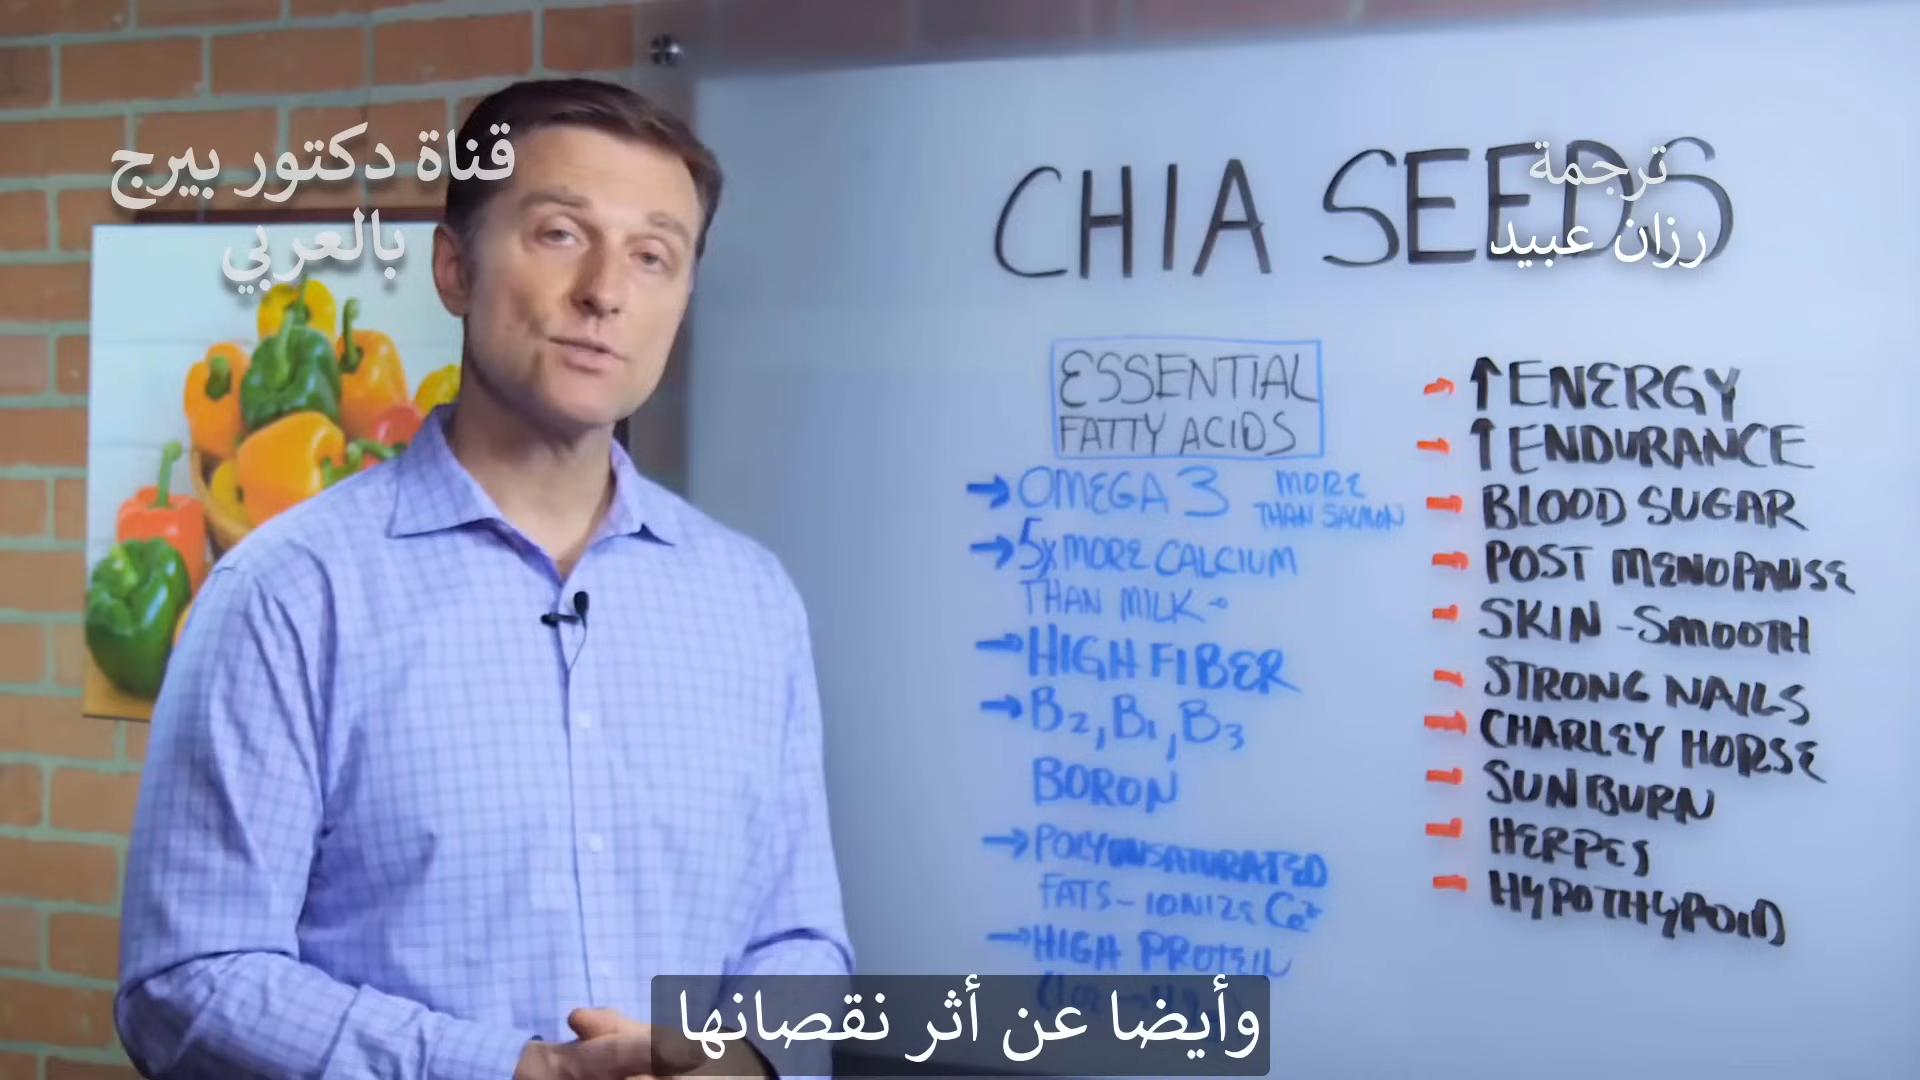 قناة دكتور بيرج
بالعربي
ترجمة
رزان عبيد
CHIA SEEDS
ESSENTIAL
FATTY ACIDS
→ OMEGA 3 MORE
THAN SALMON
→ 5x MORE CALCIUM
THAN MILK -
→ HIGH FIBER
→ B2, B1, B3
BORON
→ POLYUNSATURATED
FATS - IONIZE Ca+
→ HIGH PROTEIN
- ↑ ENERGY
- ↑ ENDURANCE
- BLOOD SUGAR
- POST MENOPAUSE
- SKIN - SMOOTH
- STRONG NAILS
- CHARLEY HORSE
- SUNBURN
- HERPES
- HYPOTHYROID
وأيضا عن أثر نقصانها